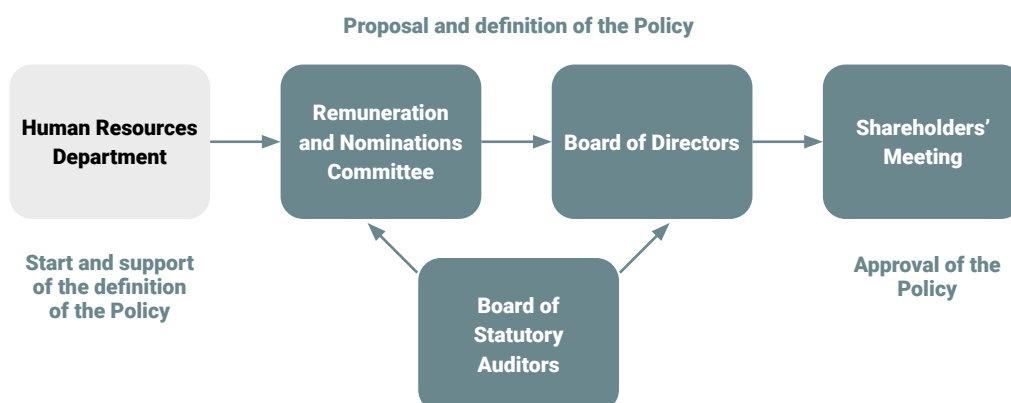 Proposal and definition of the Policy
Human Resources
Department
Remuneration
and Nominations
Committee
Board of Directors
Shareholders’
Meeting
Start and support
of the definition
of the Policy
Approval of the
Policy
Board of
Statutory
Auditors